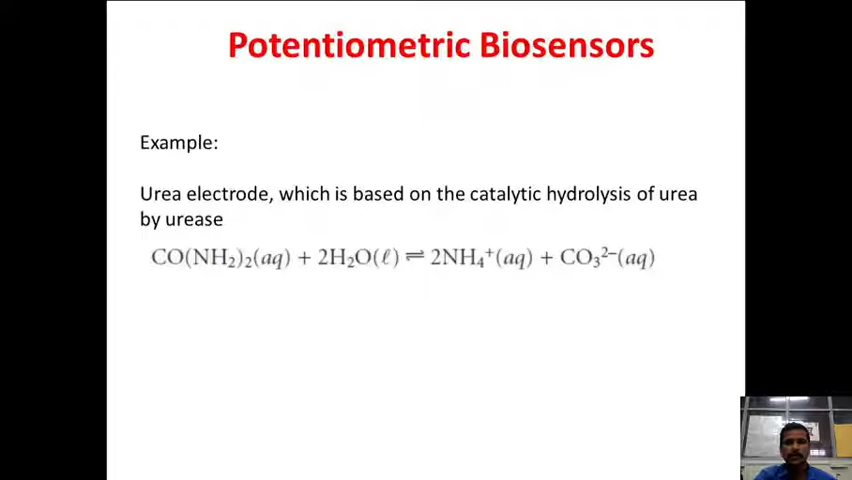 Potentiometric Biosensors
Example:
Urea electrode, which is based on the catalytic hydrolysis of urea
by urease
CO(NH₂)₂(aq) + 2H₂O(ℓ) ⇌ 2NH₄⁺(aq) + CO₃²⁻(aq)